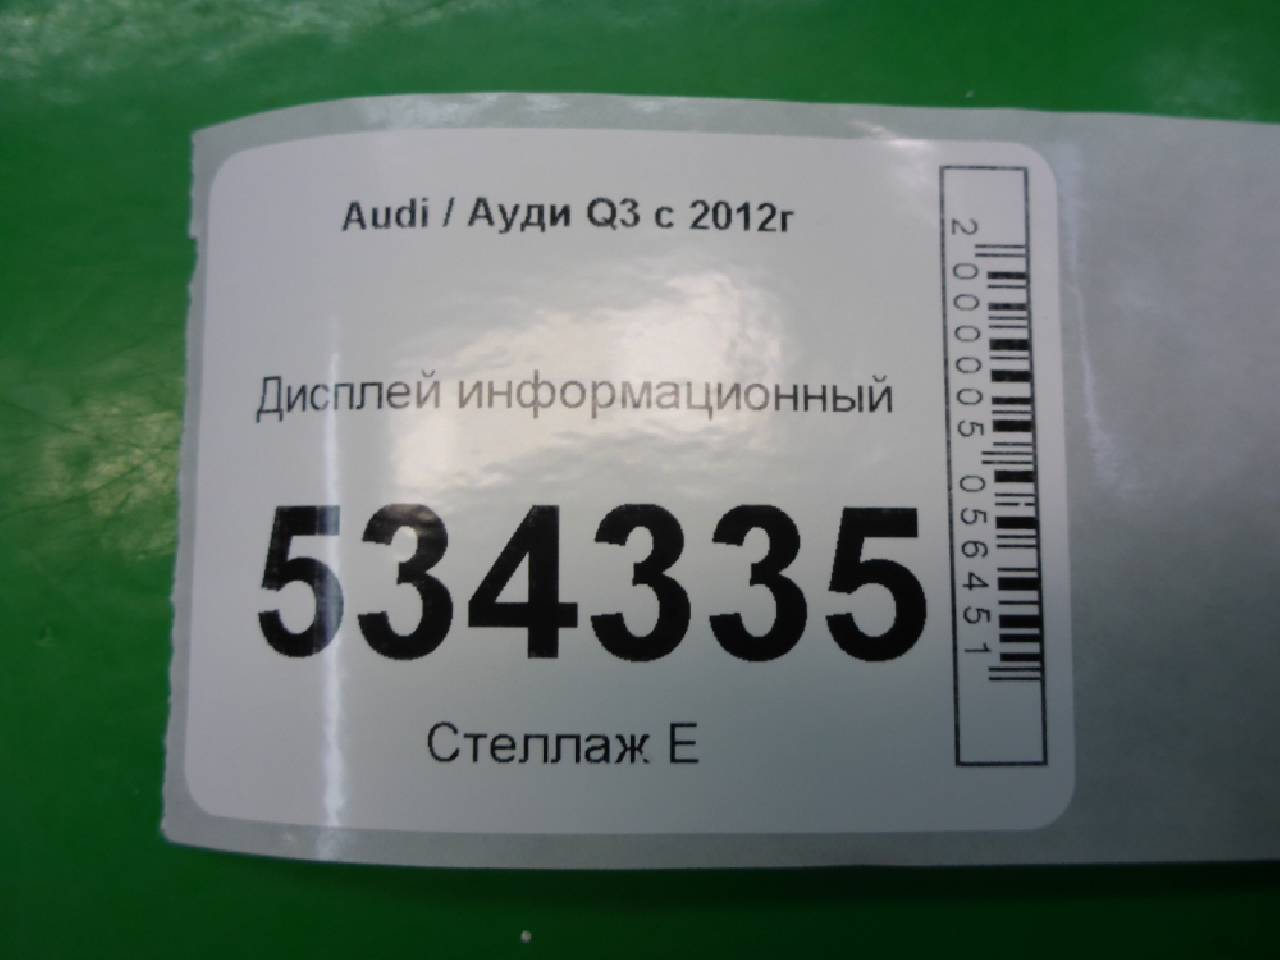 Audi / Ауди Q3 с 2012г
Дисплей информационный
534335
Стеллаж Е
2000005056451